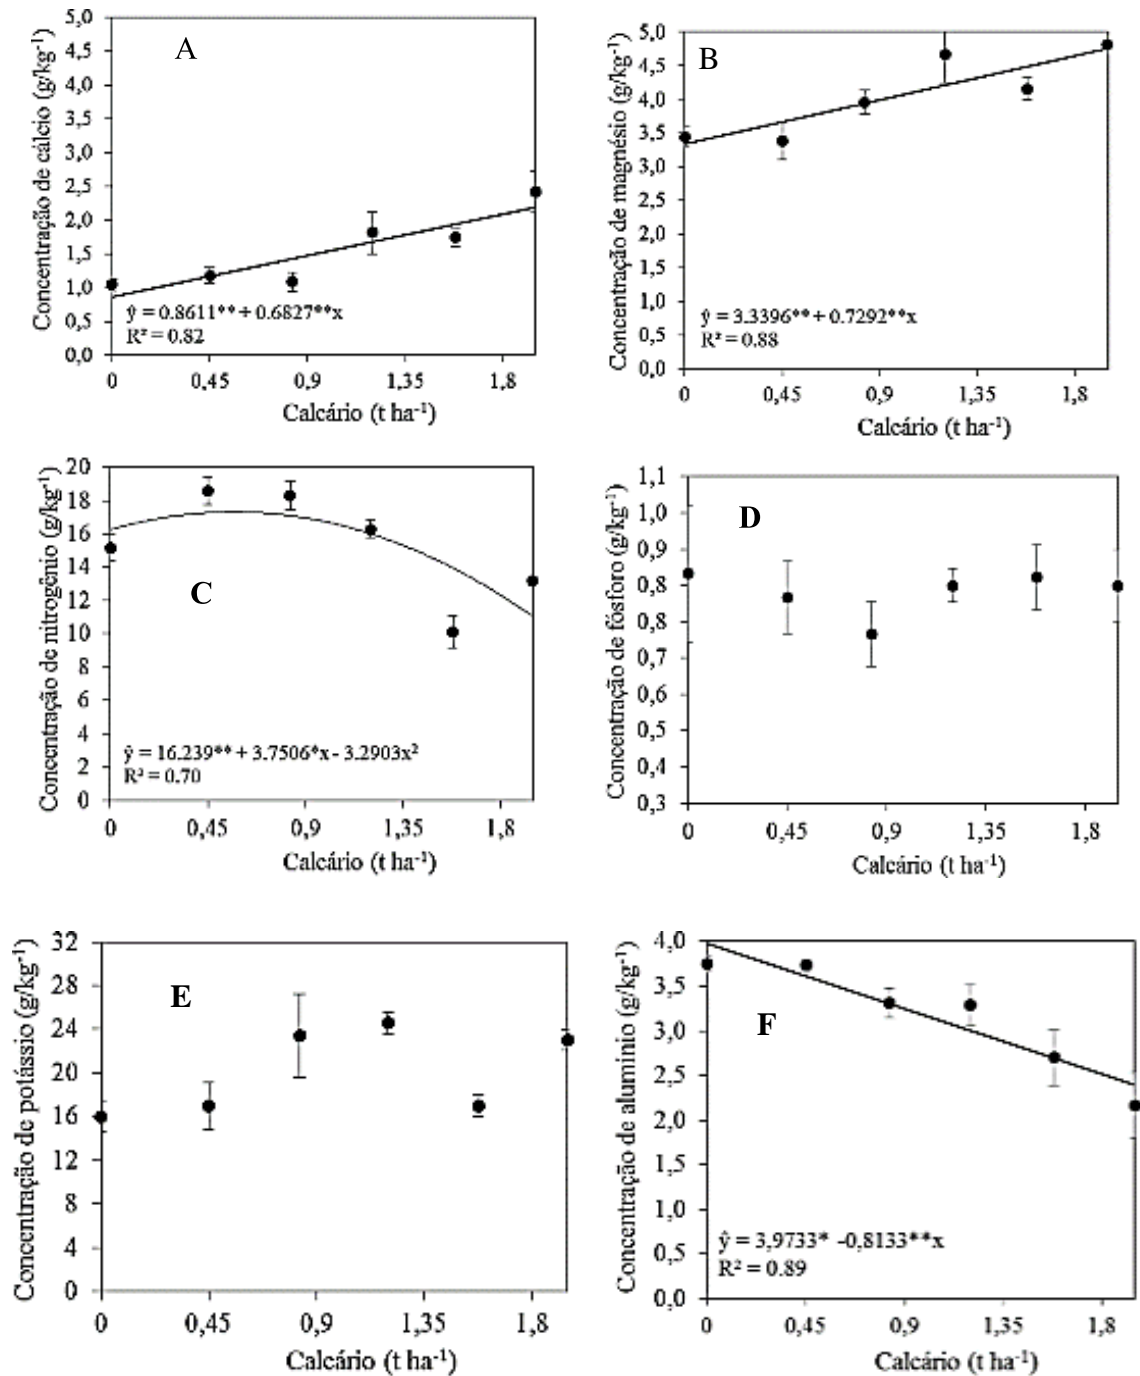 A
Concentração de cálcio (g/kg⁻¹)
5,0
4,5
4,0
3,5
3,0
2,5
2,0
1,5
1,0
0,5
0,0
ŷ = 0.8611** + 0.6827**x
R² = 0.82
0 0,45 0,9 1,35 1,8
Calcário (t ha⁻¹)
B
Concentração de magnésio (g/kg⁻¹)
5,0
4,5
4,0
3,5
3,0
2,5
2,0
1,5
1,0
0,5
0,0
ŷ = 3.3396** + 0.7292**x
R² = 0.88
0 0,45 0,9 1,35 1,8
Calcário (t ha⁻¹)
C
Concentração de nitrogênio (g/kg⁻¹)
20
18
16
14
12
10
8
6
4
2
0
ŷ = 16.239** + 3.7506*x - 3.2903x²
R² = 0.70
0 0,45 0,9 1,35 1,8
Calcário (t ha⁻¹)
D
Concentração de fósforo (g/kg⁻¹)
1,1
1,0
0,9
0,8
0,8
0,7
0,6
0,5
0,4
0,3
0 0,45 0,9 1,35 1,8
Calcário (t ha⁻¹)
E
Concentração de potássio (g/kg⁻¹)
32
28
24
20
16
12
8
4
0
0 0,45 0,9 1,35 1,8
Calcário (t ha⁻¹)
F
Concentração de alumínio (g/kg⁻¹)
4,0
3,5
3,0
2,5
2,0
1,5
1,0
0,5
0,0
ŷ = 3,9733* -0,8133**x
R² = 0.89
0 0,45 0,9 1,35 1,8
Calcário (t ha⁻¹)